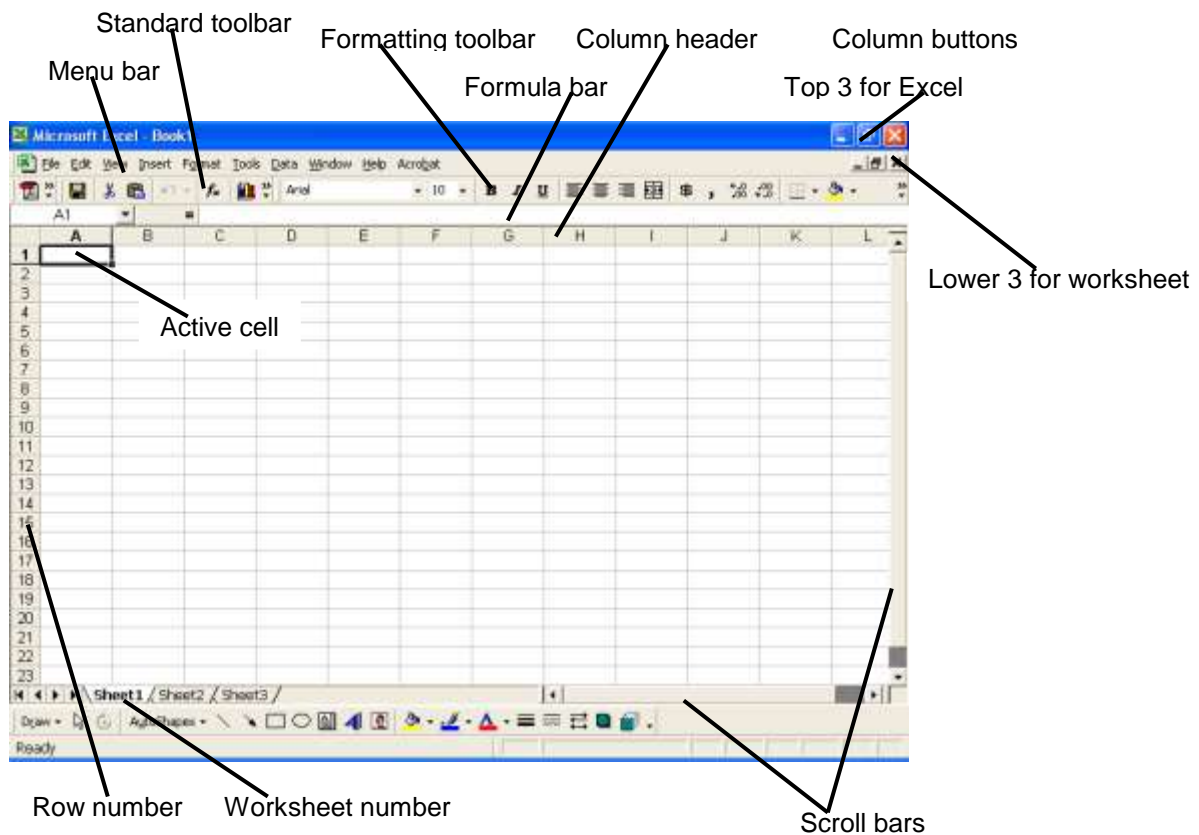 Standard toolbar
Formatting toolbar Column header Column buttons
Menu bar Formula bar Top 3 for Excel
Microsoft Excel - Book1
File Edit View Insert Format Tools Data Window Help Acrobat
Arial 10 B I U
A1 =
A B C D E F G H I J K L
1
2
3
Lower 3 for worksheet
4
Active cell
5
6
7
8
9
10
11
12
13
14
15
16
17
18
19
20
21
22
23
Sheet1 / Sheet2 / Sheet3 /
Draw AutoShapes
Ready
Row number Worksheet number
Scroll bars